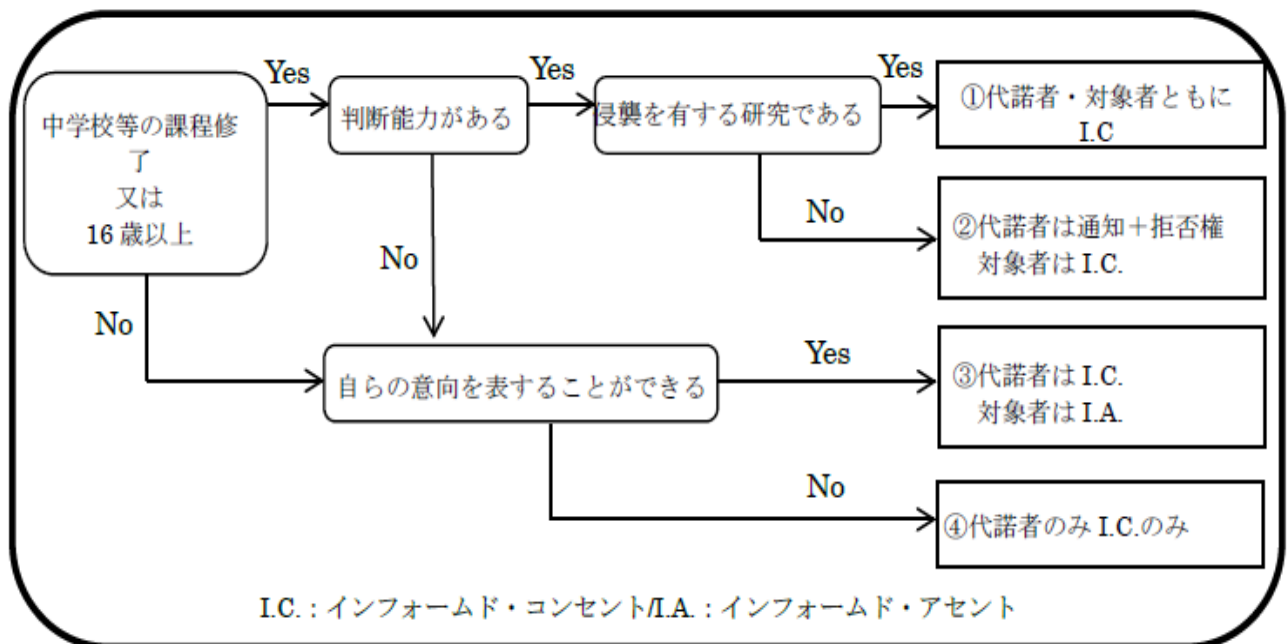 中学校等の課程修
了
又は
16 歳以上
Yes
判断能力がある
Yes
侵襲を有する研究である
Yes
①代諾者・対象者ともに
I.C
No
②代諾者は通知＋拒否権
対象者は I.C.
No
No
自らの意向を表することができる
Yes
③代諾者は I.C.
対象者は I.A.
No
④代諾者のみ I.C.のみ
I.C. : インフォームド・コンセント/I.A. : インフォームド・アセント